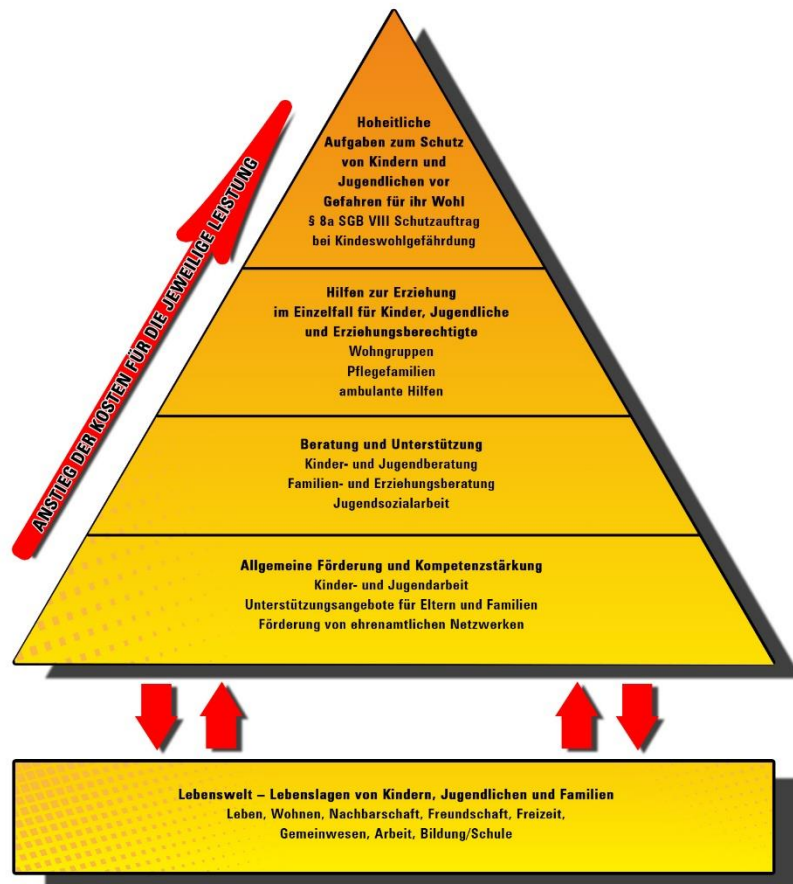 Hoheitliche
Aufgaben zum Schutz
von Kindern und
Jugendlichen vor
Gefahren für ihr Wohl
§ 8a SGB VIII Schutzauftrag
bei Kindeswohlgefährdung
ANSTIEG DER KOSTEN FÜR DIE JEWEILIGE LEISTUNG
Hilfen zur Erziehung
im Einzelfall für Kinder, Jugendliche
und Erziehungsberechtigte
Wohngruppen
Pflegefamilien
ambulante Hilfen
Beratung und Unterstützung
Kinder- und Jugendberatung
Familien- und Erziehungsberatung
Jugendsozialarbeit
Allgemeine Förderung und Kompetenzstärkung
Kinder- und Jugendarbeit
Unterstützungsangebote für Eltern und Familien
Förderung von ehrenamtlichen Netzwerken
Lebenswelt – Lebenslagen von Kindern, Jugendlichen und Familien
Leben, Wohnen, Nachbarschaft, Freundschaft, Freizeit,
Gemeinwesen, Arbeit, Bildung/Schule